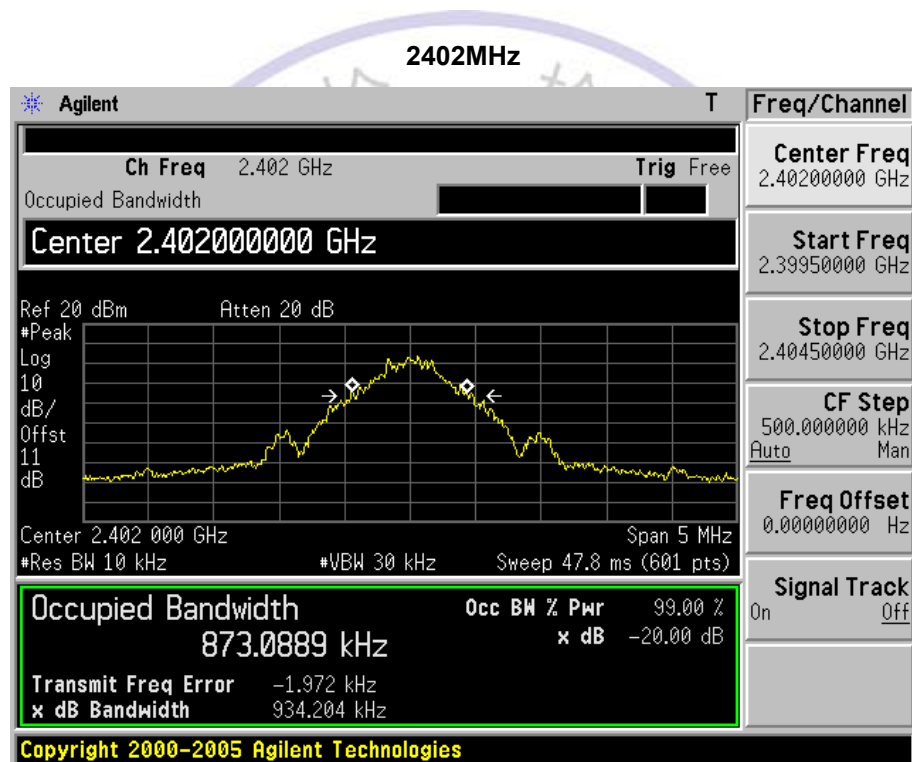 2402MHz
Agilent T
Ch Freq 2.402 GHz Trig Free
Occupied Bandwidth
Center 2.402000000 GHz
Ref 20 dBm Atten 20 dB
#Peak
Log
10
dB/
Offst
11
dB
Center 2.402 000 GHz Span 5 MHz
#Res BW 10 kHz #VBW 30 kHz Sweep 47.8 ms (601 pts)
Occupied Bandwidth Occ BW % Pwr 99.00 %
873.0889 kHz x dB -20.00 dB
Transmit Freq Error -1.972 kHz
x dB Bandwidth 934.204 kHz
Copyright 2000-2005 Agilent Technologies
Freq/Channel
Center Freq
2.40200000 GHz
Start Freq
2.39950000 GHz
Stop Freq
2.40450000 GHz
CF Step
500.000000 kHz
Auto Man
Freq Offset
0.00000000 Hz
Signal Track
On Off